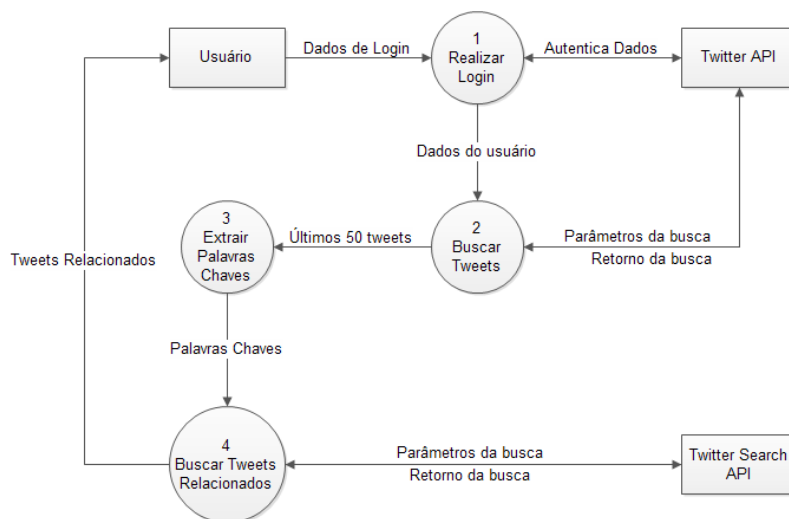 Usuário
Dados de Login
1
Realizar
Login
Autentica Dados
Twitter API
Dados do usuário
3
Extrair
Palavras
Chaves
Últimos 50 tweets
2
Buscar
Tweets
Parâmetros da busca
Retorno da busca
Tweets Relacionados
Palavras Chaves
4
Buscar Tweets
Relacionados
Parâmetros da busca
Retorno da busca
Twitter Search
API